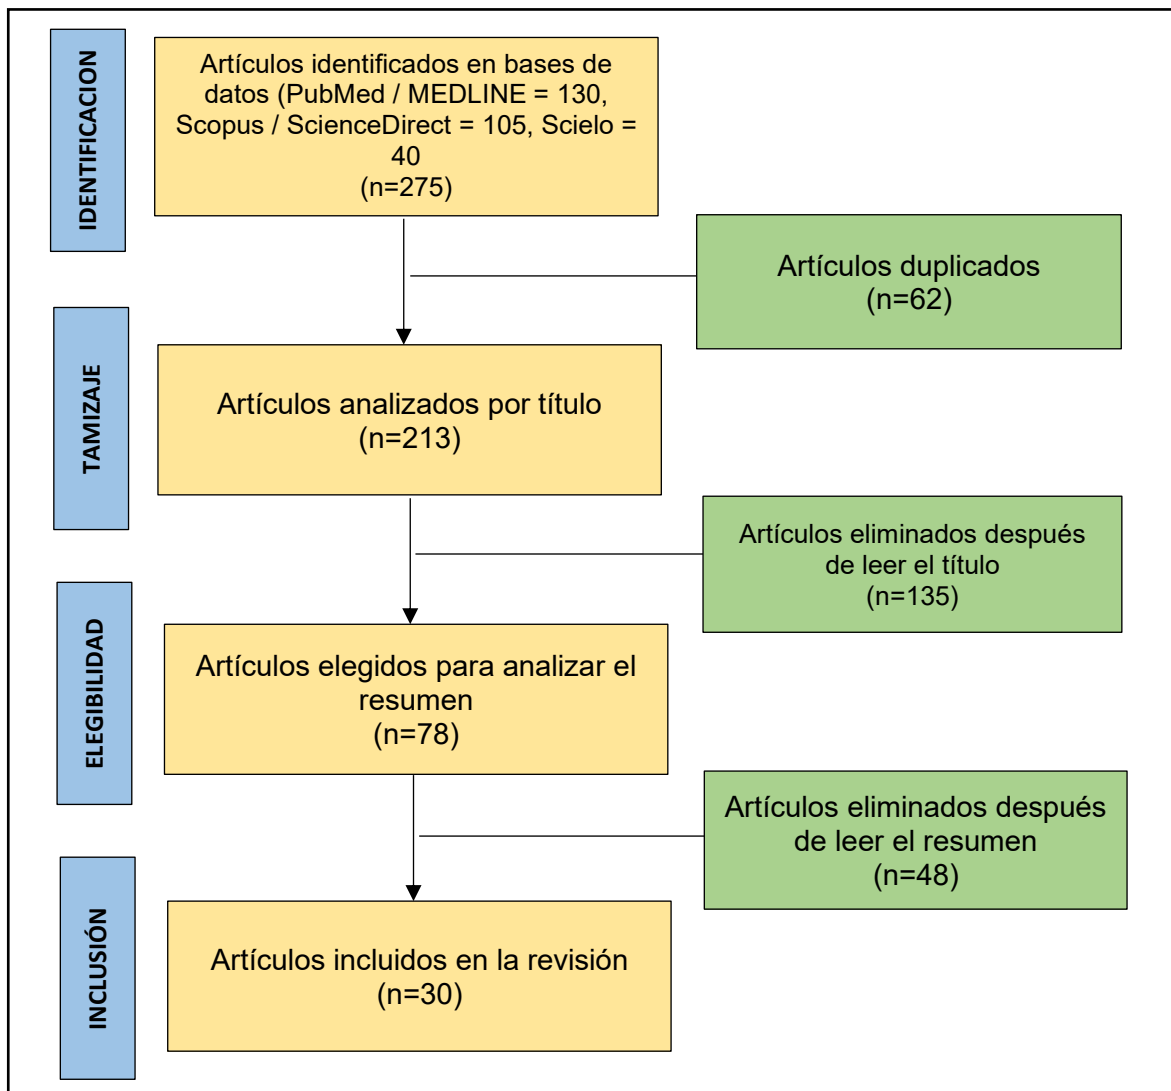 IDENTIFICACION
Artículos identificados en bases de
datos (PubMed / MEDLINE = 130,
Scopus / ScienceDirect = 105, Scielo =
40
(n=275)
Artículos duplicados
(n=62)
TAMIZAJE
Artículos analizados por título
(n=213)
Artículos eliminados después
de leer el título
(n=135)
ELEGIBILIDAD
Artículos elegidos para analizar el
resumen
(n=78)
Artículos eliminados después
de leer el resumen
(n=48)
INCLUSIÓN
Artículos incluidos en la revisión
(n=30)